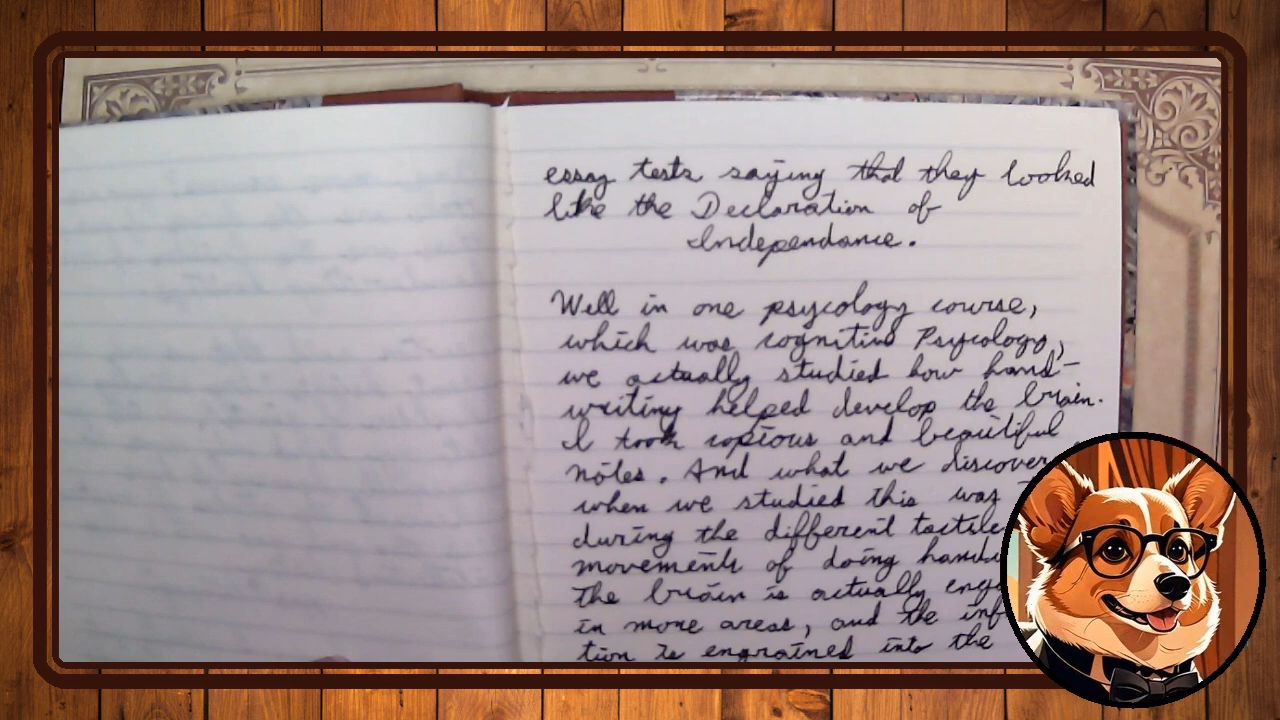 essay tests saying that they looked
like the Declaration of
Independance.
Well in one psycology course,
which was cognitive Psycology,
we actually studied how hand-
writing helped develop the brain.
I took copious and beautiful
notes. And what we discover
when we studied this was
during the different tactile
movements of doing
the brain is actually
in more areas, and the
tion is engrained into the